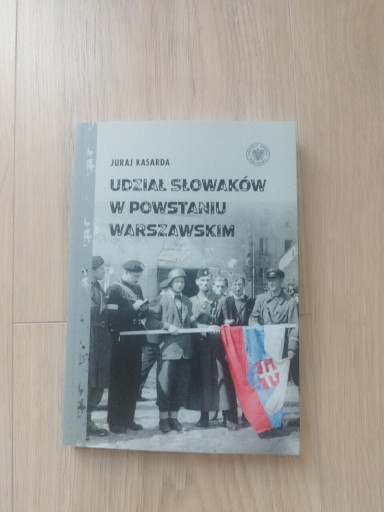 JURAJ KASARDA
UDZIAŁ SŁOWAKÓW
W POWSTANIU
WARSZAWSKIM